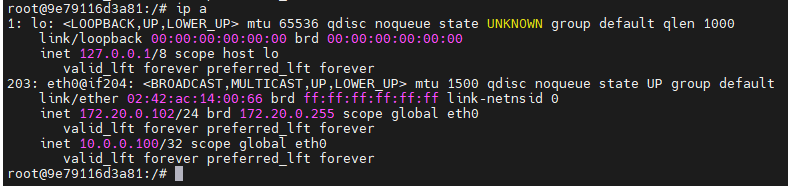 root@9e79116d3a81:/# ip a
1: lo: <LOOPBACK,UP,LOWER_UP> mtu 65536 qdisc noqueue state UNKNOWN group default qlen 1000
    link/loopback 00:00:00:00:00:00 brd 00:00:00:00:00:00
    inet 127.0.0.1/8 scope host lo
       valid_lft forever preferred_lft forever
203: eth0@if204: <BROADCAST,MULTICAST,UP,LOWER_UP> mtu 1500 qdisc noqueue state UP group default
    link/ether 02:42:ac:14:00:66 brd ff:ff:ff:ff:ff:ff link-netnsid 0
    inet 172.20.0.102/24 brd 172.20.0.255 scope global eth0
       valid_lft forever preferred_lft forever
    inet 10.0.0.100/32 scope global eth0
       valid_lft forever preferred_lft forever
root@9e79116d3a81:/#